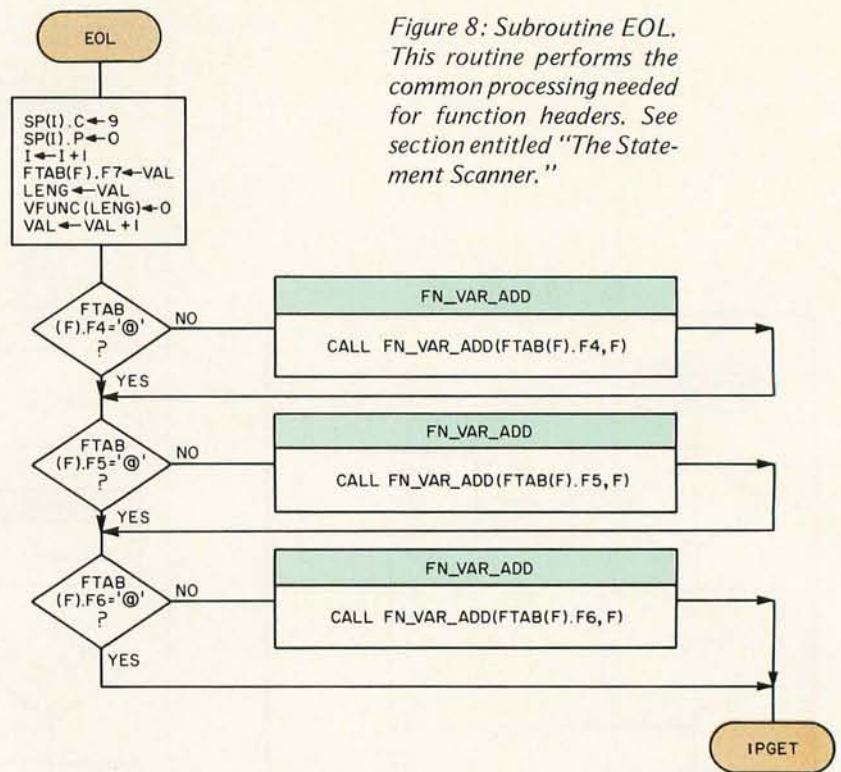 EOL
Figure 8: Subroutine EOL.
This routine performs the
common processing needed
for function headers. See
section entitled “The State-
ment Scanner.”
SP(I).C←9
SP(I).P←0
I←I+1
FTAB(F).F7←VAL
LENG←VAL
VFUNC(LENG)←0
VAL←VAL+1
FTAB
(F).F4='@'
?
NO
YES
FN_VAR_ADD
CALL FN_VAR_ADD(FTAB(F).F4,F)
FTAB
(F).F5='@'
?
NO
YES
FN_VAR_ADD
CALL FN_VAR_ADD(FTAB(F).F5,F)
FTAB
(F).F6='@'
?
NO
YES
FN_VAR_ADD
CALL FN_VAR_ADD(FTAB(F).F6,F)
IPGET